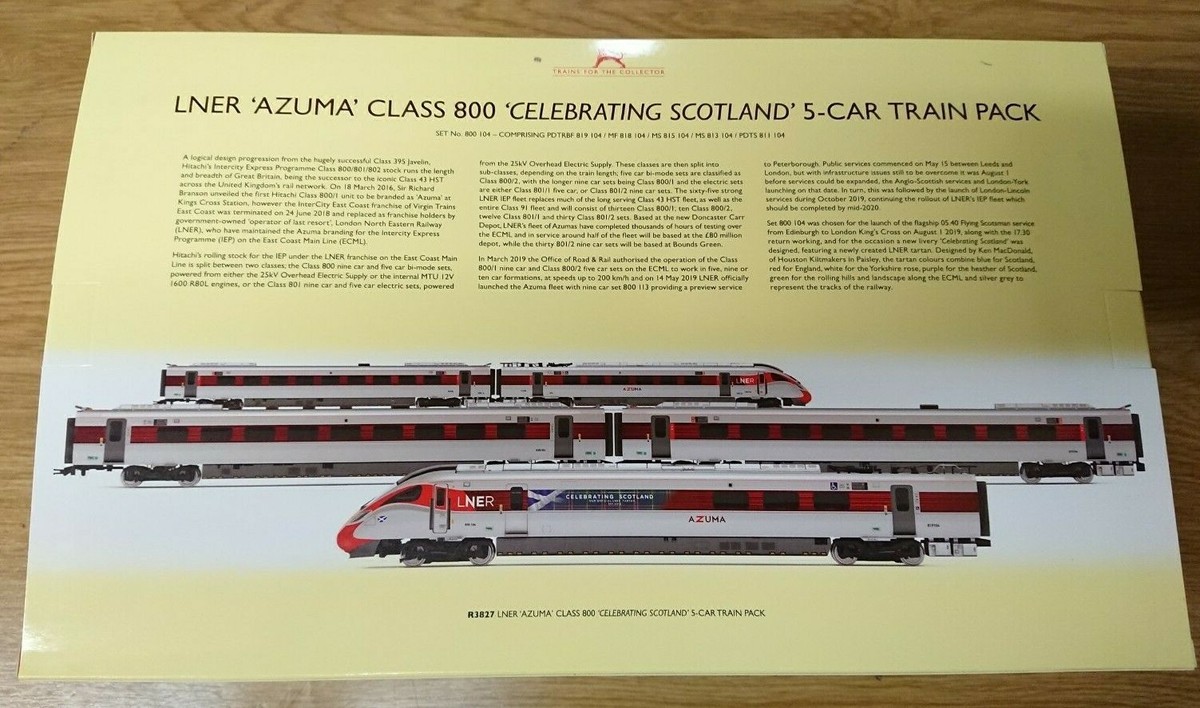 TRAINS FOR THE COLLECTOR
LNER 'AZUMA' CLASS 800 'CELEBRATING SCOTLAND' 5-CAR TRAIN PACK
SET No. 800 104 – COMPRISING PDTRBF 819 104 / MF 818 104 / MS 815 104 / MS 813 104 / PDTS 811 104
A logical design progression from the hugely successful Class 395 Javelin,
Hitachi's Intercity Express Programme Class 800/801/802 stock runs the length
and breadth of Great Britain, being the successor to the iconic Class 43 HST
across the United Kingdom's rail network. On 18 March 2016, Sir Richard
Branson unveiled the first Hitachi Class 800/1 unit to be branded as 'Azuma' at
Kings Cross Station, however the InterCity East Coast franchise of Virgin Trains
East Coast was terminated on 24 June 2018 and replaced as franchise holders by
government-owned 'operator of last resort', London North Eastern Railway
(LNER), who have maintained the Azuma branding for the Intercity Express
Programme (IEP) on the East Coast Main Line (ECML).
Hitachi's rolling stock for the IEP under the LNER franchise on the East Coast Main
Line is split between two classes; the Class 800 nine car and five car bi-mode sets,
powered from either the 25kV Overhead Electric Supply or the internal MTU 12V
1600 R80L engines, or the Class 801 nine car and five car electric sets, powered
from the 25kV Overhead Electric Supply. These classes are then split into
sub-classes, depending on the train length; five car bi-mode sets are classified as
Class 800/2, with the longer nine car sets being Class 800/1 and the electric sets
are either Class 801/1 five car, or Class 801/2 nine car sets. The sixty-five strong
LNER IEP fleet replaces much of the long serving Class 43 HST fleet, as well as the
entire Class 91 fleet and will consist of thirteen Class 800/1; ten Class 800/2,
twelve Class 801/1 and thirty Class 801/2 sets. Based at the new Doncaster Carr
Depot, LNER's fleet of Azumas have completed thousands of hours of testing over
the ECML and in service around half of the fleet will be based at the £80 million
depot, while the thirty 801/2 nine car sets will be based at Bounds Green.
In March 2019 the Office of Road & Rail authorised the operation of the Class
800/1 nine car and Class 800/2 five car sets on the ECML to work in five, nine or
ten car formations, at speeds up to 200 km/h and on 14 May 2019 LNER officially
launched the Azuma fleet with nine car set 800 113 providing a preview service
to Peterborough. Public services commenced on May 15 between Leeds and
London, but with infrastructure issues still to be overcome it was August 1
before services could be expanded, the Anglo-Scottish services and London-York
launching on that date. In turn, this was followed by the launch of London-Lincoln
services during October 2019, continuing the rollout of LNER's IEP fleet which
should be completed by mid-2020.
Set 800 104 was chosen for the launch of the flagship 05:40 Flying Scotsman service
from Edinburgh to London King's Cross on August 1 2019, along with the 17:30
return working, and for the occasion a new livery 'Celebrating Scotland' was
designed, featuring a newly created LNER tartan. Designed by Ken MacDonald,
of Houston Kiltmakers in Paisley, the tartan colours combine blue for Scotland,
red for England, white for the Yorkshire rose, purple for the heather of Scotland,
green for the rolling hills and landscape along the ECML and silver grey to
represent the tracks of the railway.
AZUMA
LNER
LNER
CELEBRATING SCOTLAND
AZUMA
R3827 LNER 'AZUMA' CLASS 800 'CELEBRATING SCOTLAND' 5-CAR TRAIN PACK